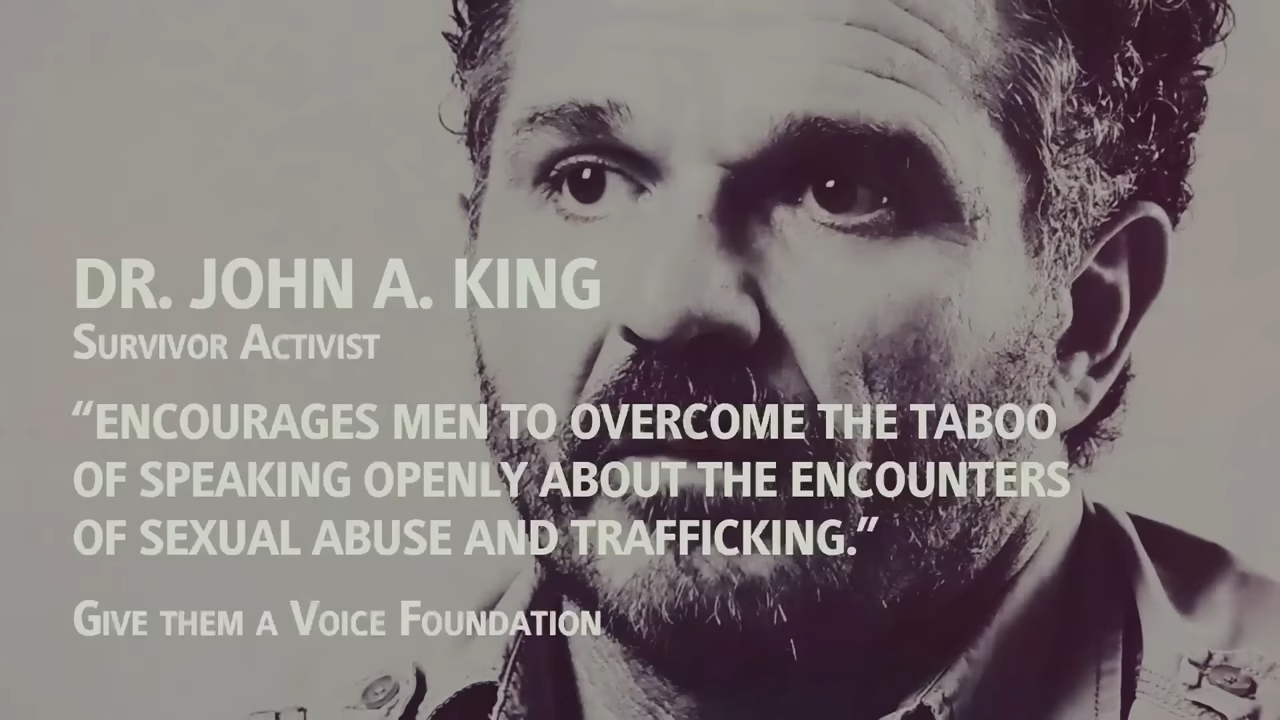 DR. JOHN A. KING
SURVIVOR ACTIVIST
“ENCOURAGES MEN TO OVERCOME THE TABOO
OF SPEAKING OPENLY ABOUT THE ENCOUNTERS
OF SEXUAL ABUSE AND TRAFFICKING.”
GIVE THEM A VOICE FOUNDATION